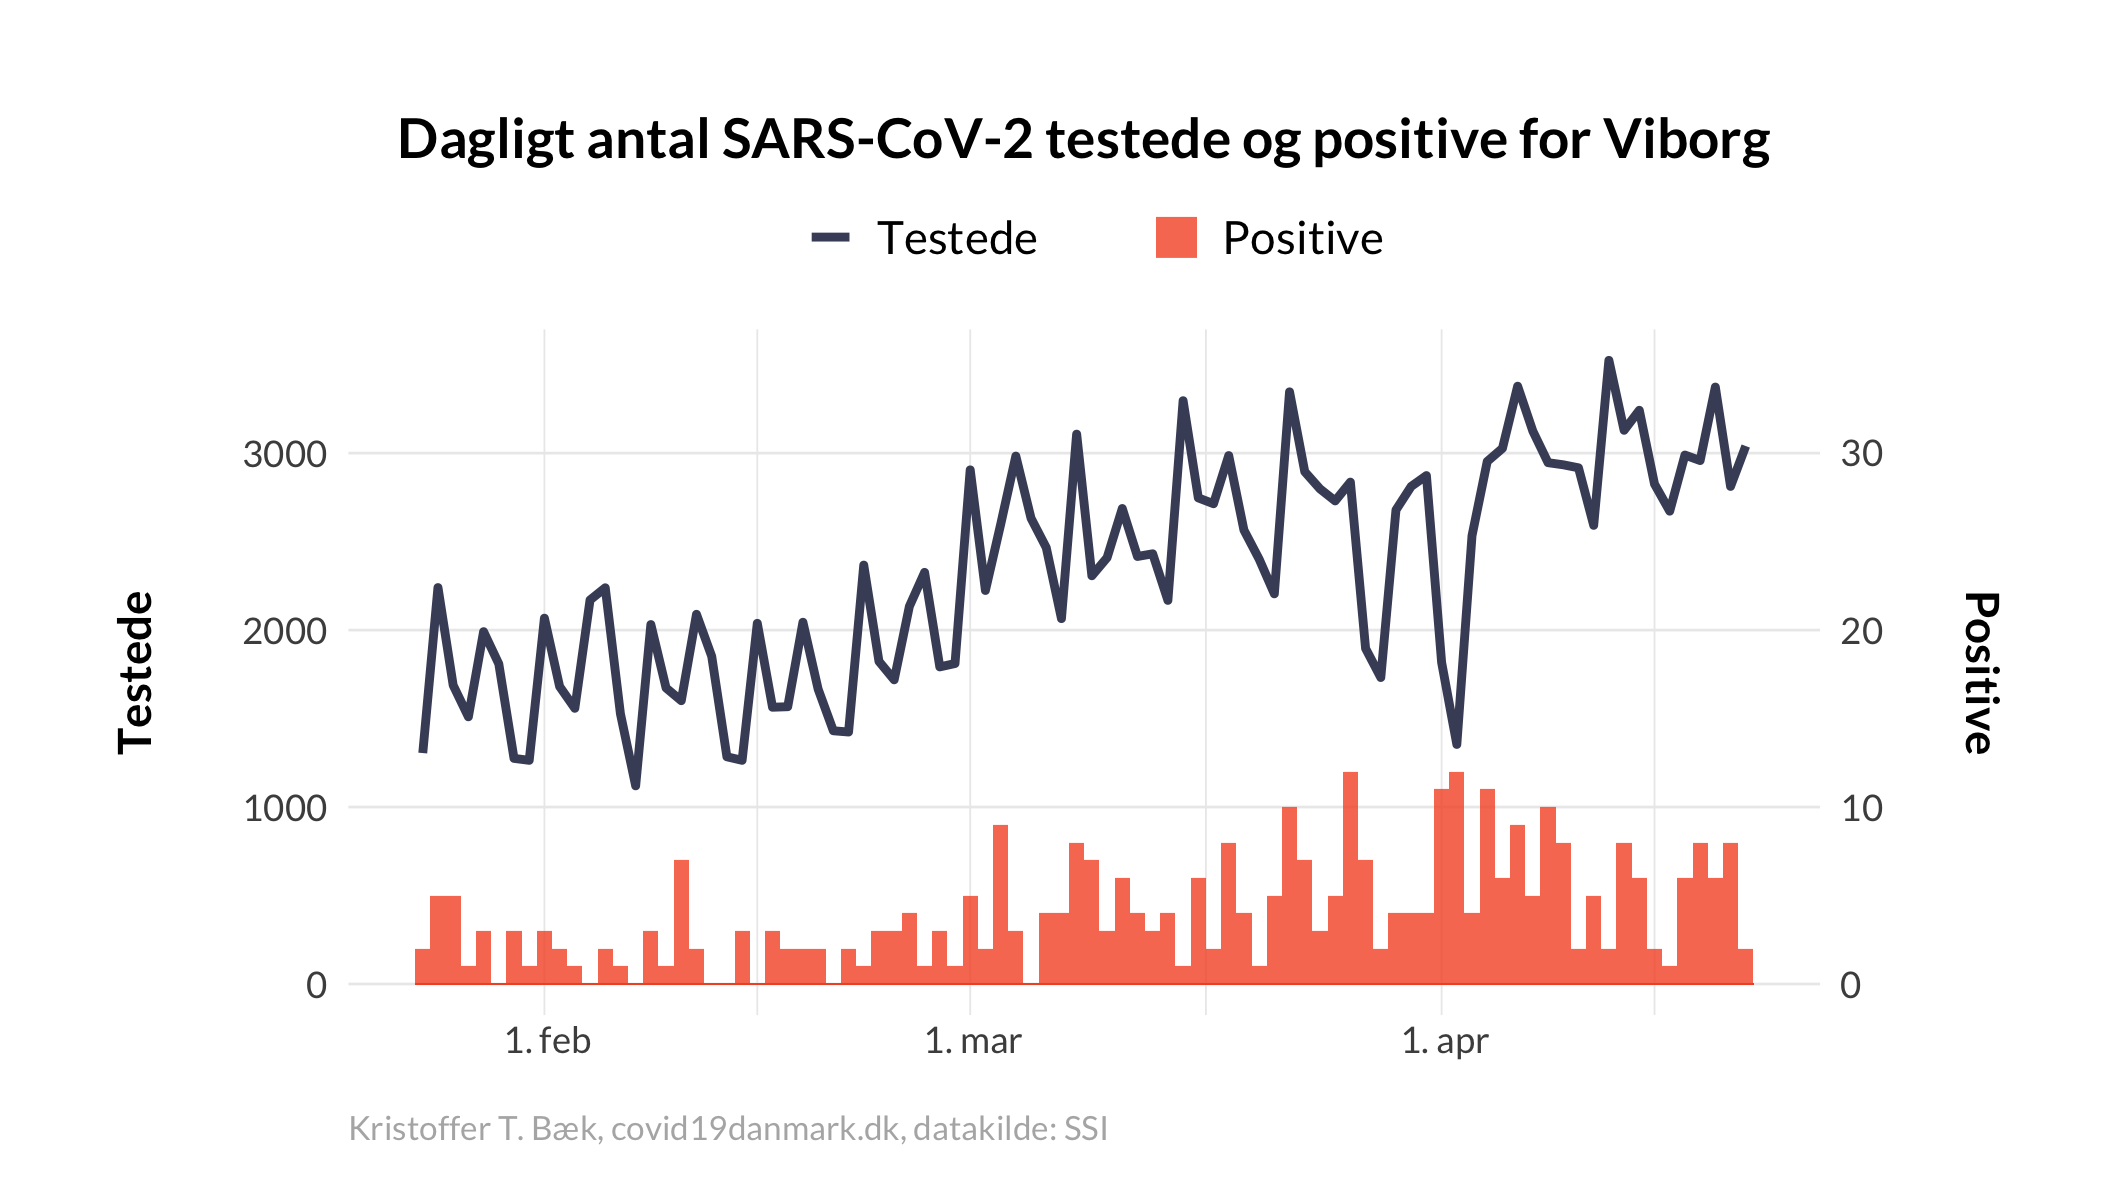 Dagligt antal SARS-CoV-2 testede og positive for Viborg
Testede
Positive
Testede
3000
2000
1000
0
30
20
10
0
Positive
1. feb
1. mar
1. apr
Kristoffer T. Bæk, covid19danmark.dk, datakilde: SSI